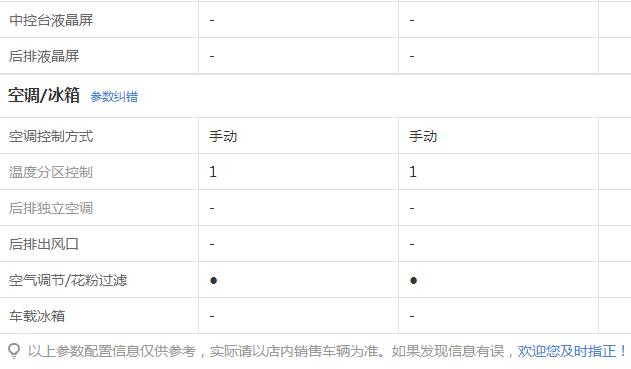 中控台液晶屏 - -
后排液晶屏 - -
空调/冰箱 参数纠错
空调控制方式 手动 手动
温度分区控制 1 1
后排独立空调 - -
后排出风口 - -
空气调节/花粉过滤 ● ●
车载冰箱 - -
以上参数配置信息仅供参考，实际请以店内销售车辆为准。如果发现信息有误，欢迎您及时指正！